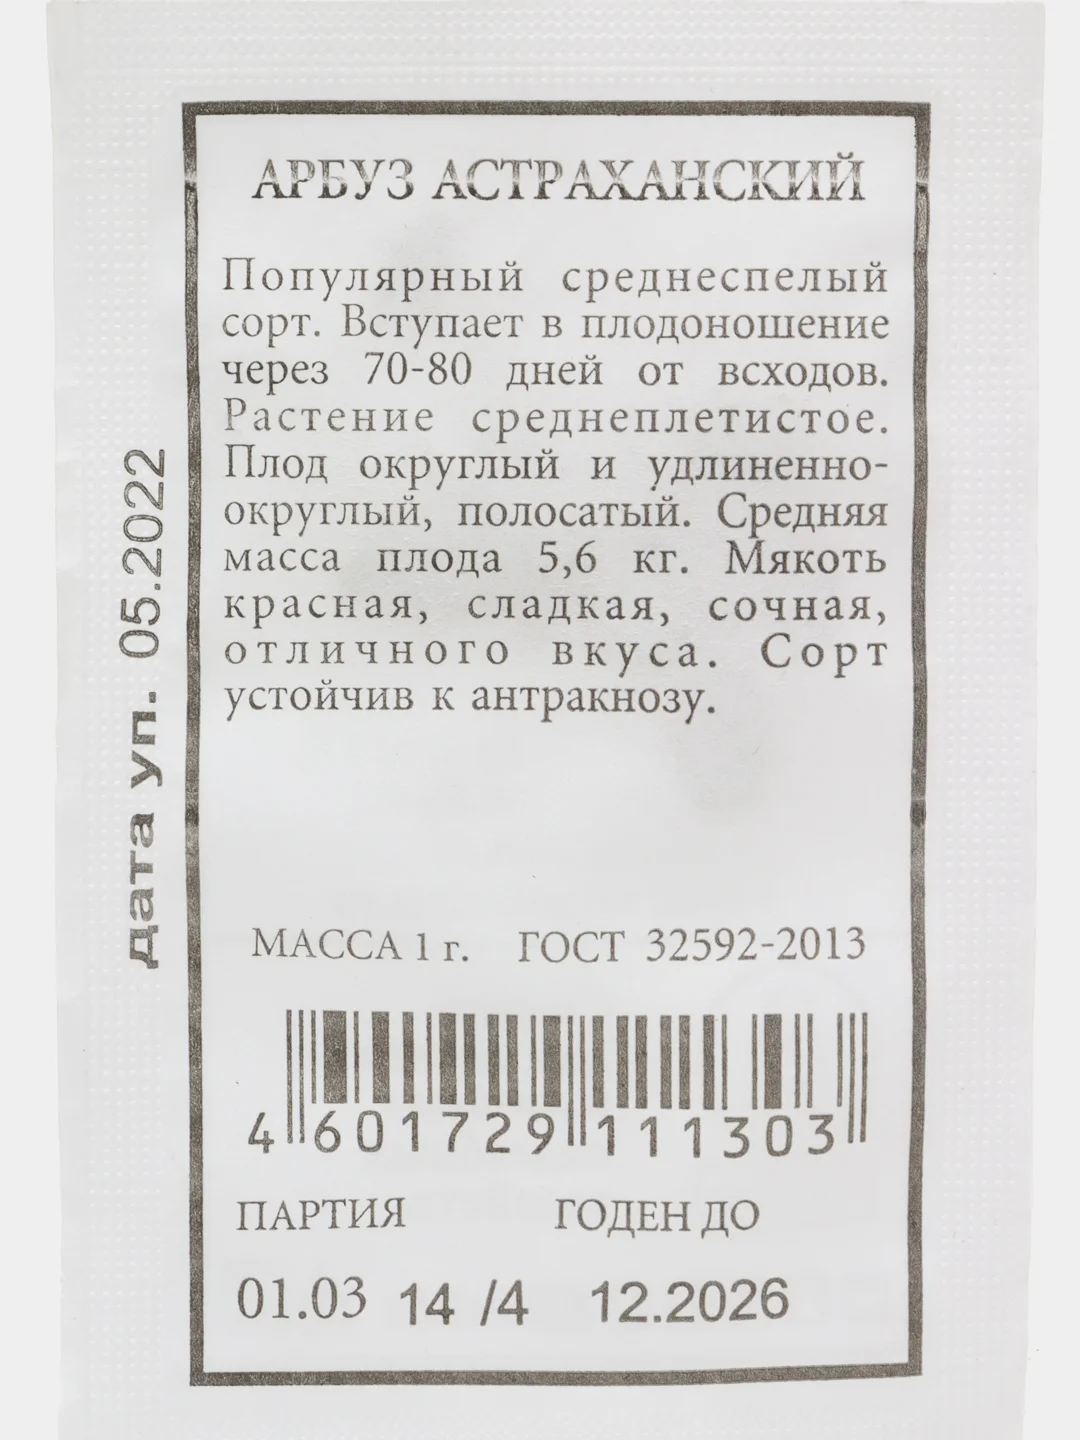 АРБУЗ АСТРАХАНСКИЙ
Популярный среднеспелый
сорт. Вступает в плодоношение
через 70-80 дней от всходов.
Растение среднеплетистое.
Плод округлый и удлиненно-
округлый, полосатый. Средняя
масса плода 5,6 кг. Мякоть
красная, сладкая, сочная,
отличного вкуса. Сорт
устойчив к антракнозу.
дата уп. 05.2022
МАССА 1 г. ГОСТ 32592-2013
4 601729 111303
ПАРТИЯ ГОДЕН ДО
01.03 14 /4 12.2026